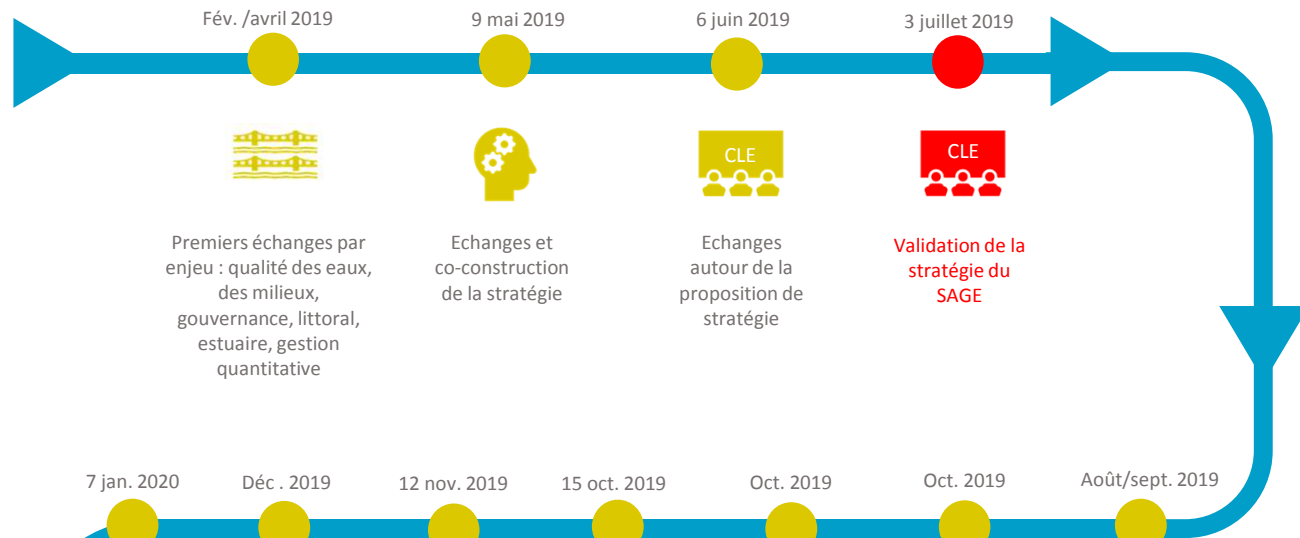 Fév. /avril 2019
9 mai 2019
6 juin 2019
3 juillet 2019
CLE
CLE
Premiers échanges par
enjeu : qualité des eaux,
des milieux,
gouvernance, littoral,
estuaire, gestion
quantitative
Echanges et
co-construction
de la stratégie
Echanges
autour de la
proposition de
stratégie
Validation de la
stratégie du
SAGE
7 jan. 2020
Déc . 2019
12 nov. 2019
15 oct. 2019
Oct. 2019
Oct. 2019
Août/sept. 2019